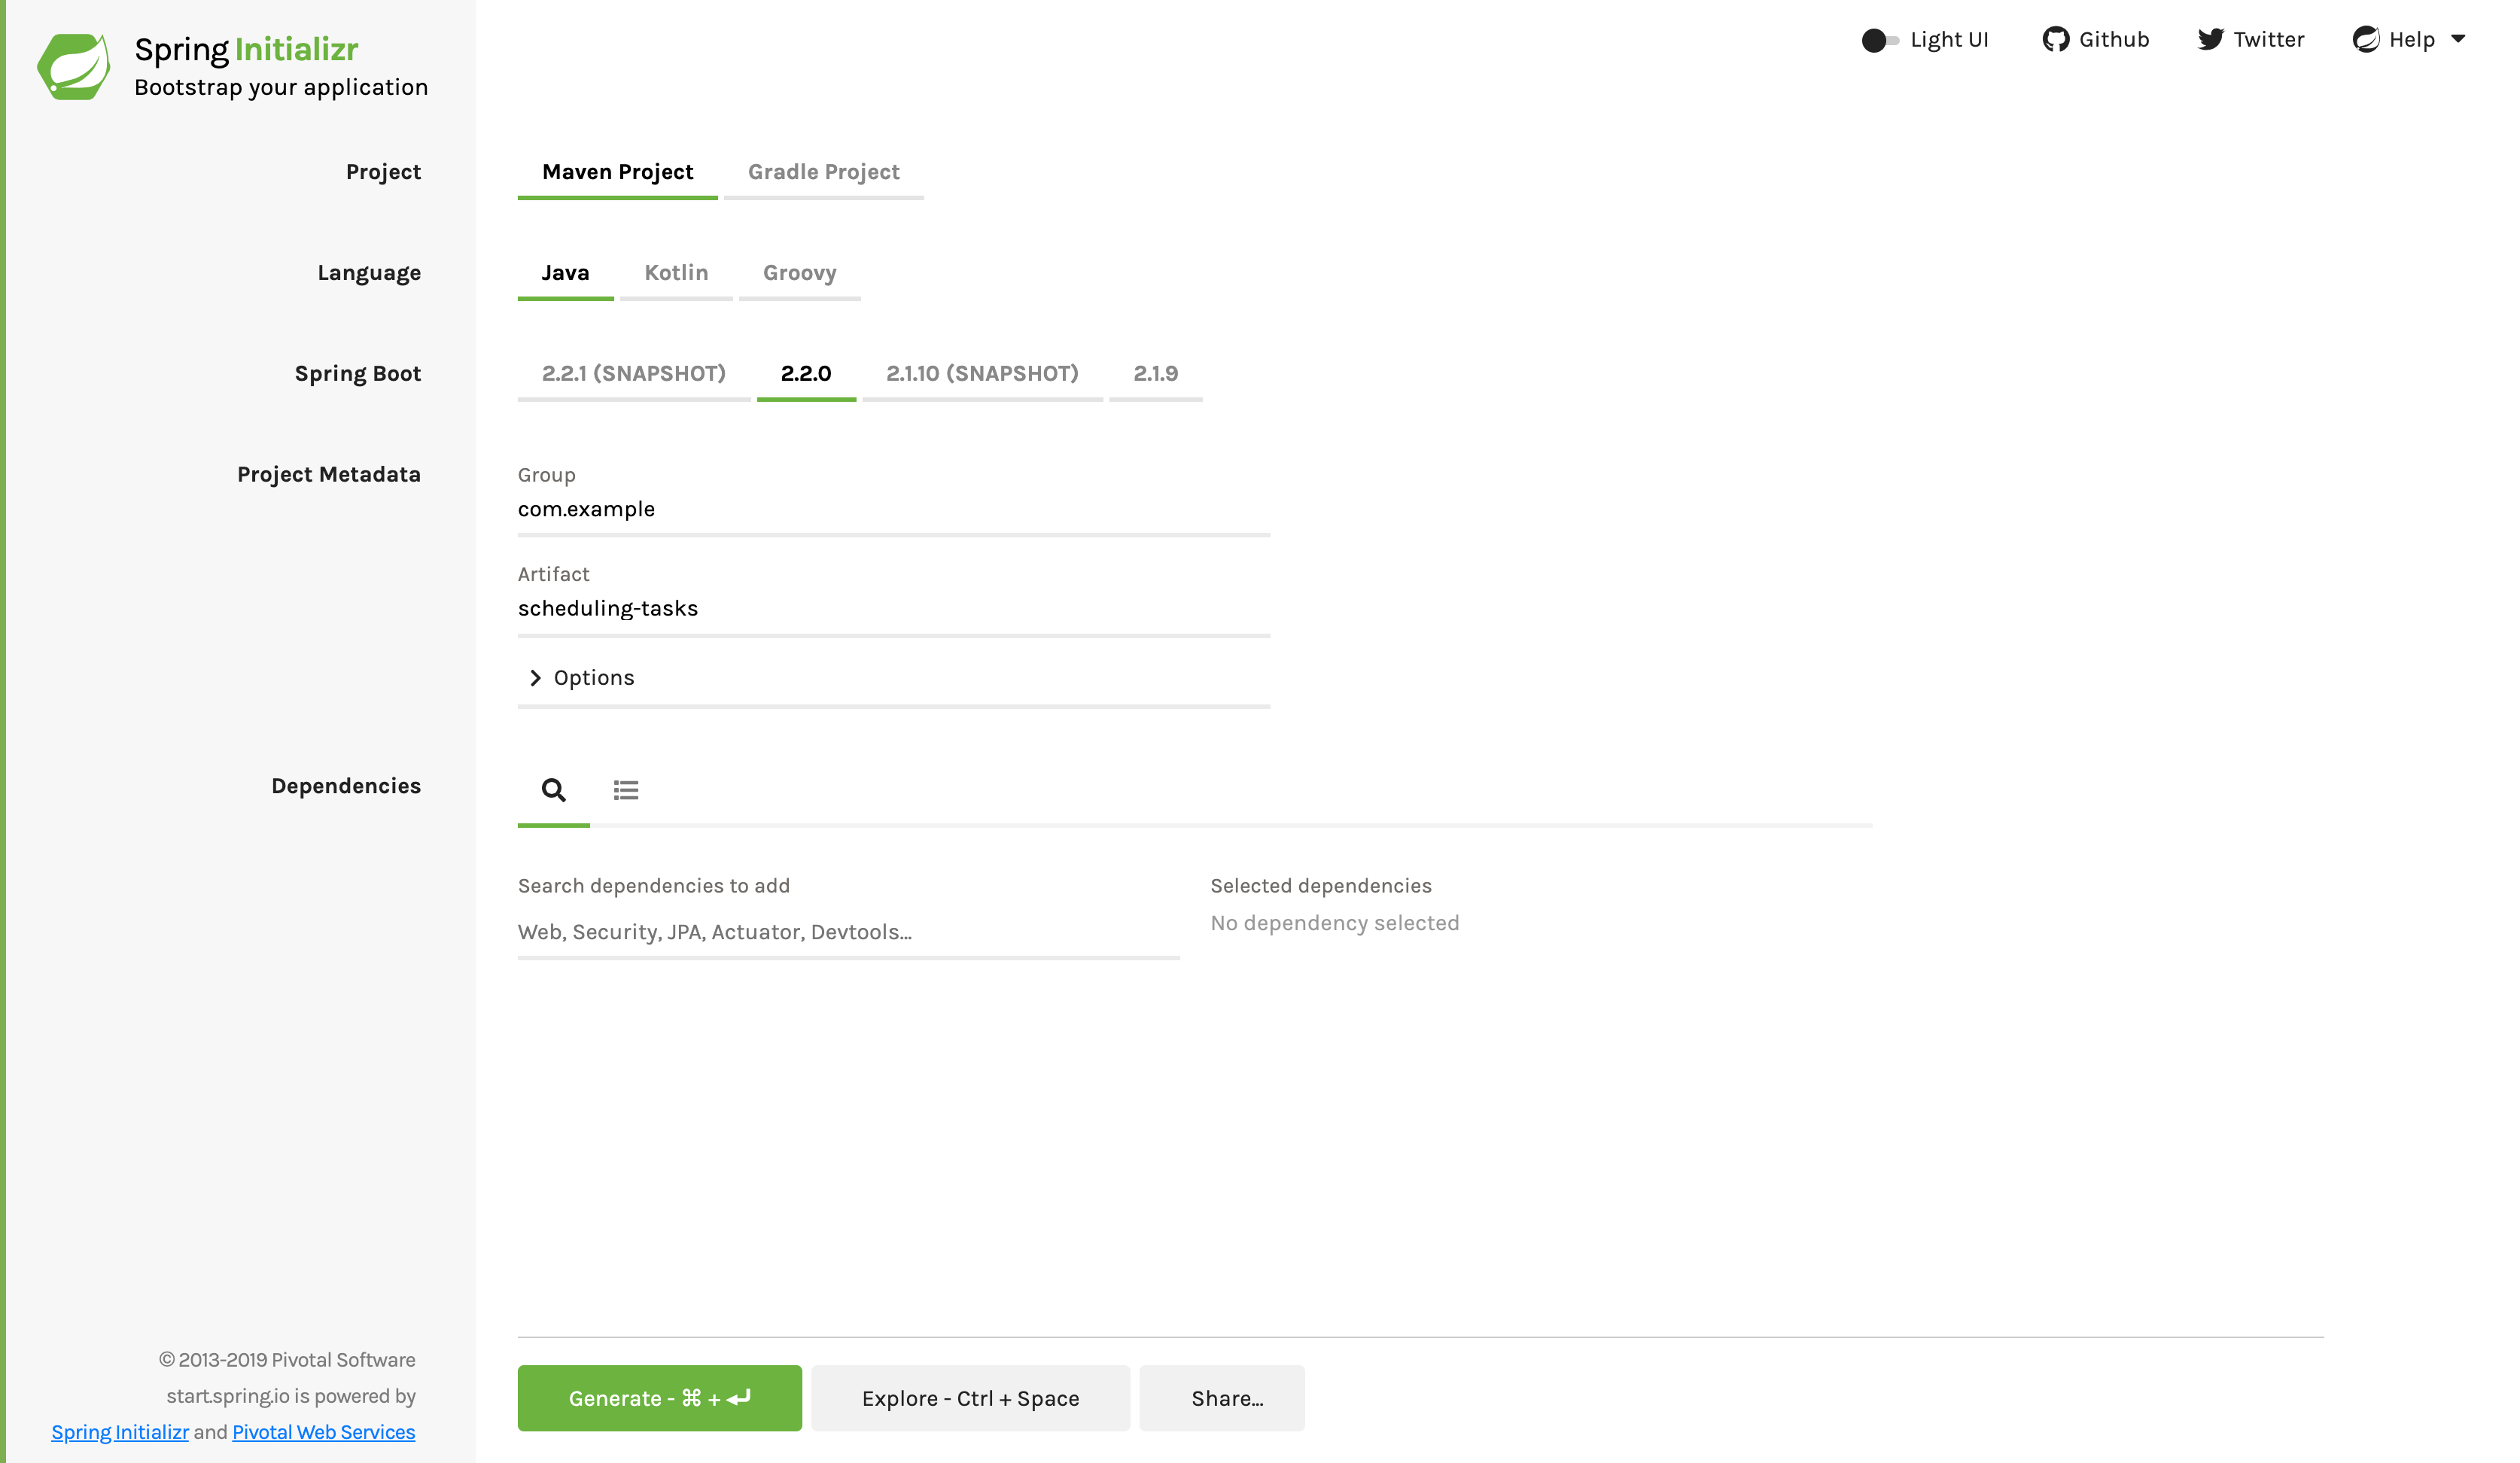 Spring Initializr
Bootstrap your application
Light UI
Github
Twitter
Help
Project
Maven Project
Gradle Project
Language
Java
Kotlin
Groovy
Spring Boot
2.2.1 (SNAPSHOT)
2.2.0
2.1.10 (SNAPSHOT)
2.1.9
Project Metadata
Group
com.example
Artifact
scheduling-tasks
Options
Dependencies
Search dependencies to add
Web, Security, JPA, Actuator, Devtools...
Selected dependencies
No dependency selected
© 2013-2019 Pivotal Software
start.spring.io is powered by
Spring Initializr and Pivotal Web Services
Generate - ⌘ + ⏎
Explore - Ctrl + Space
Share...